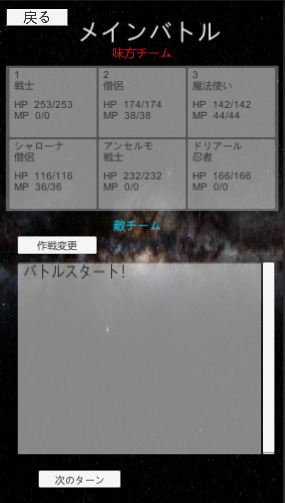 戻る
メインバトル
味方チーム
1
戦士
HP 253/253
MP 0/0
2
僧侶
HP 174/174
MP 38/38
3
魔法使い
HP 142/142
MP 44/44
シャローナ
僧侶
HP 116/116
MP 36/36
アンセルモ
戦士
HP 232/232
MP 0/0
ドリアール
忍者
HP 166/166
MP 0/0
敵チーム
作戦変更
バトルスタート!
次のターン